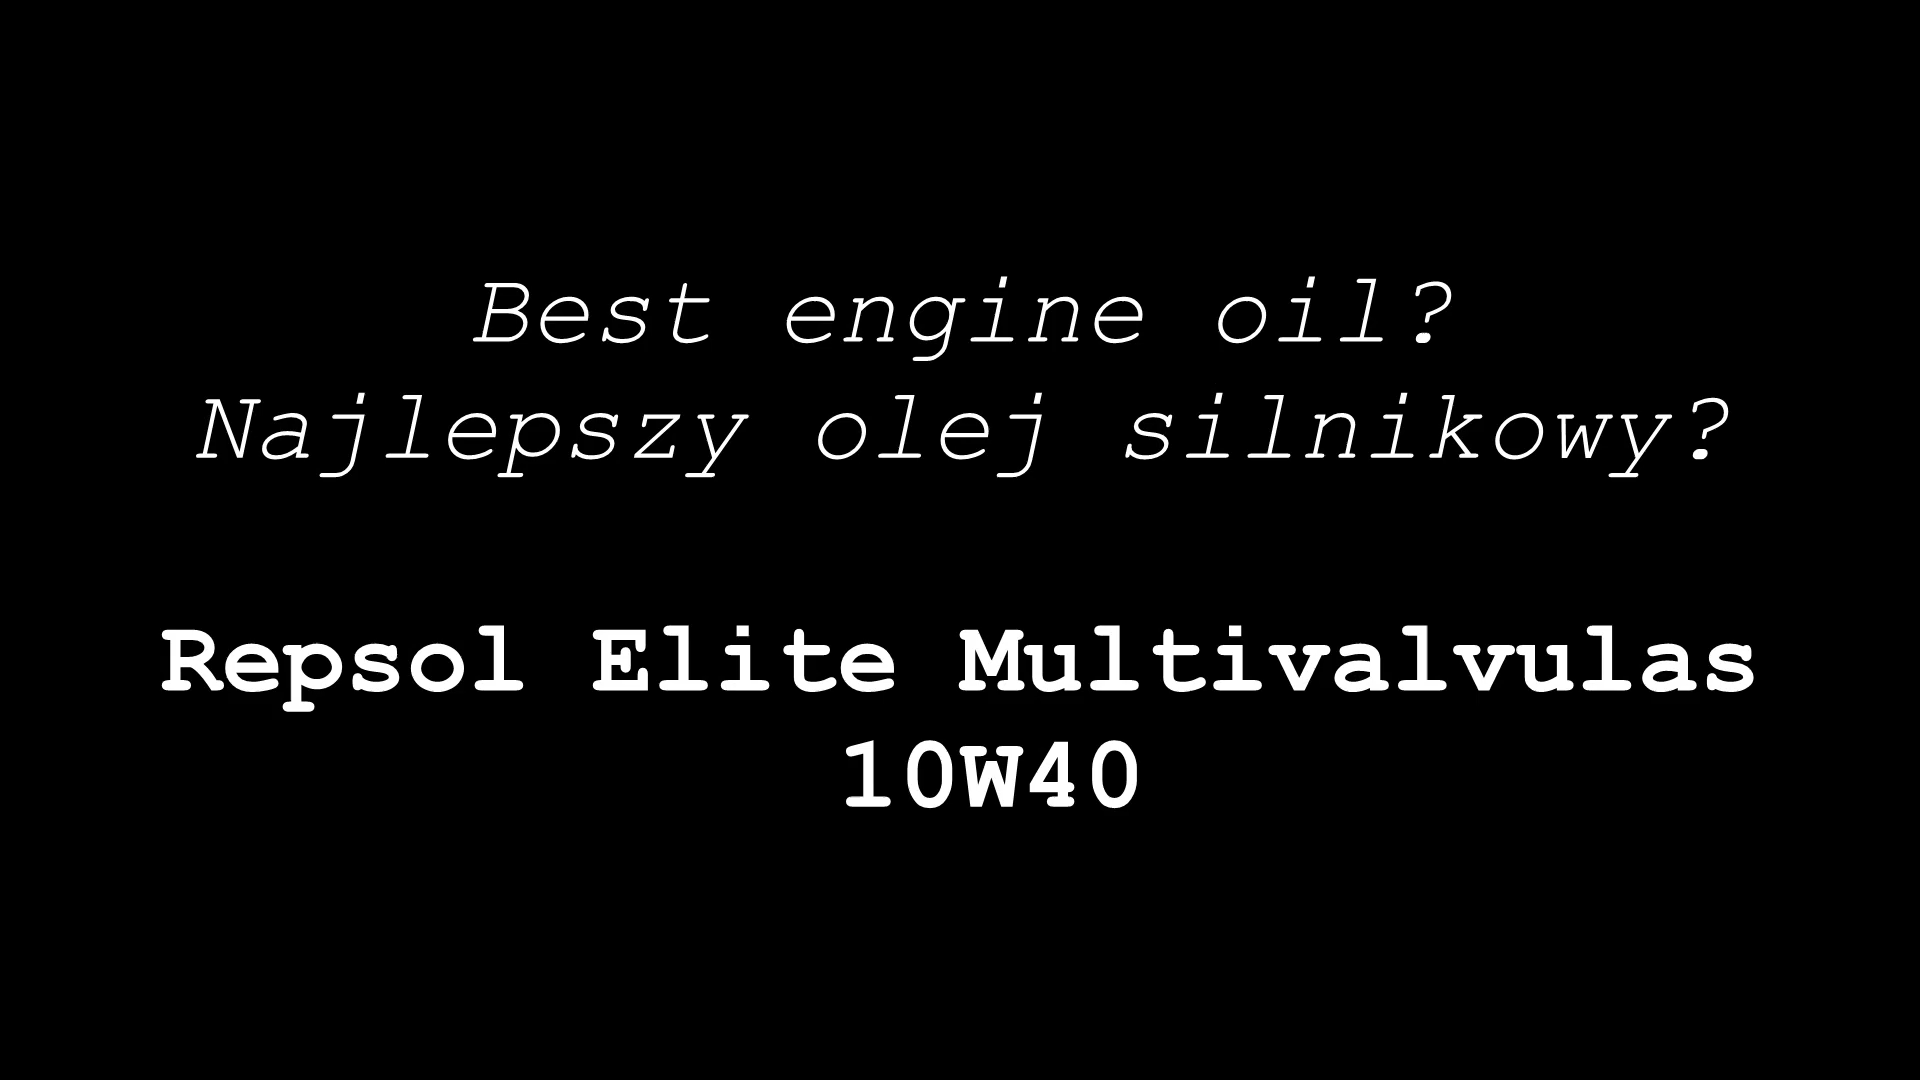 Best engine oil?
Najlepszy olej silnikowy?
Repsol Elite Multivalvulas
10W40